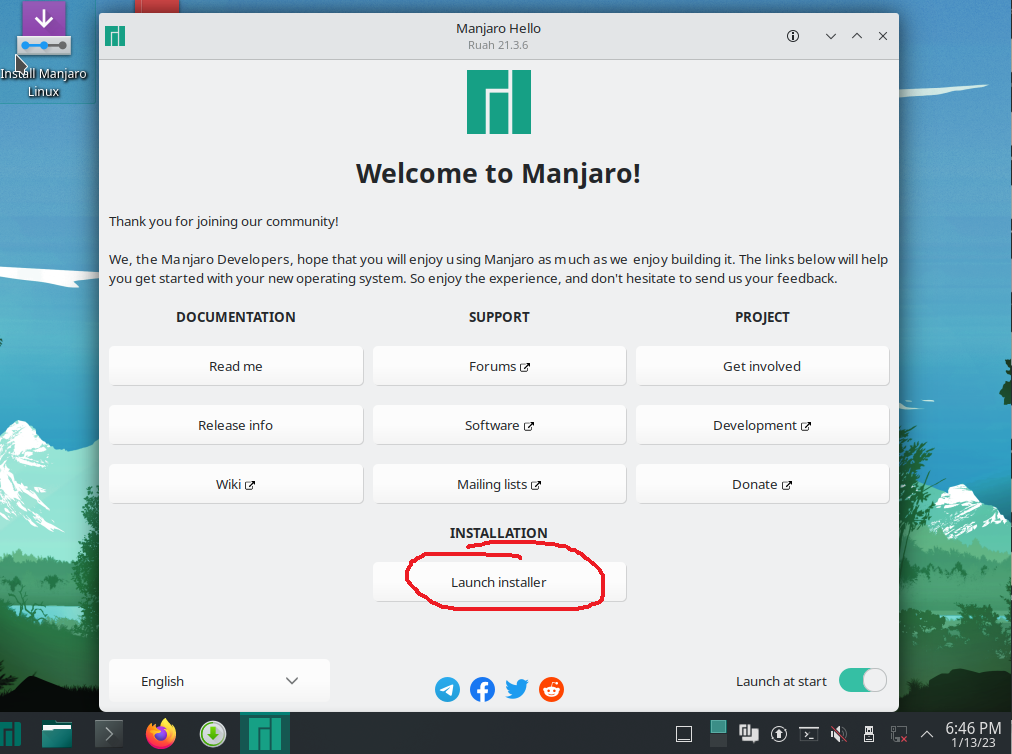 Install Manjaro
Linux
Manjaro Hello
Ruah 21.3.6
Welcome to Manjaro!
Thank you for joining our community!
We, the Manjaro Developers, hope that you will enjoy using Manjaro as much as we enjoy building it. The links below will help
you get started with your new operating system. So enjoy the experience, and don't hesitate to send us your feedback.
DOCUMENTATION SUPPORT PROJECT
Read me Forums Get involved
Release info Software Development
Wiki Mailing lists Donate
INSTALLATION
Launch installer
English
Launch at start
6:46 PM
1/13/23